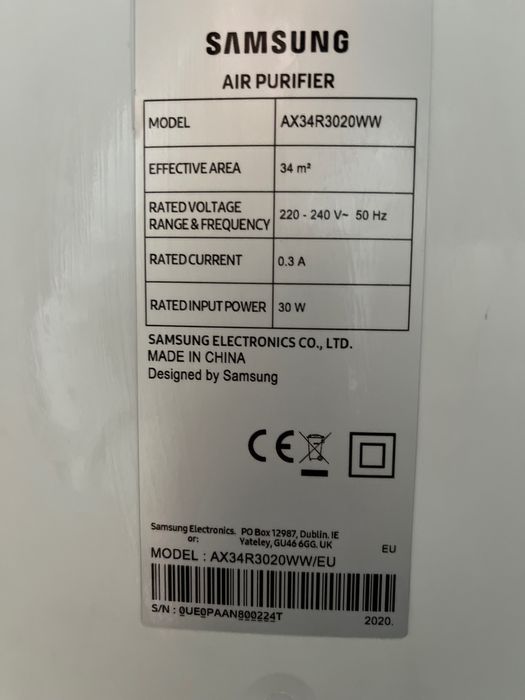 SAMSUNG
AIR PURIFIER
MODEL AX34R3020WW
EFFECTIVE AREA 34 m²
RATED VOLTAGE
RANGE & FREQUENCY 220 - 240 V~ 50 Hz
RATED CURRENT 0.3 A
RATED INPUT POWER 30 W
SAMSUNG ELECTRONICS CO., LTD.
MADE IN CHINA
Designed by Samsung
CE
Samsung Electronics. PO Box 12987, Dublin. IE
or: Yateley, GU46 6GG. UK
EU
MODEL : AX34R3020WW/EU
S/N : 0UE0PAAN800224T
2020.